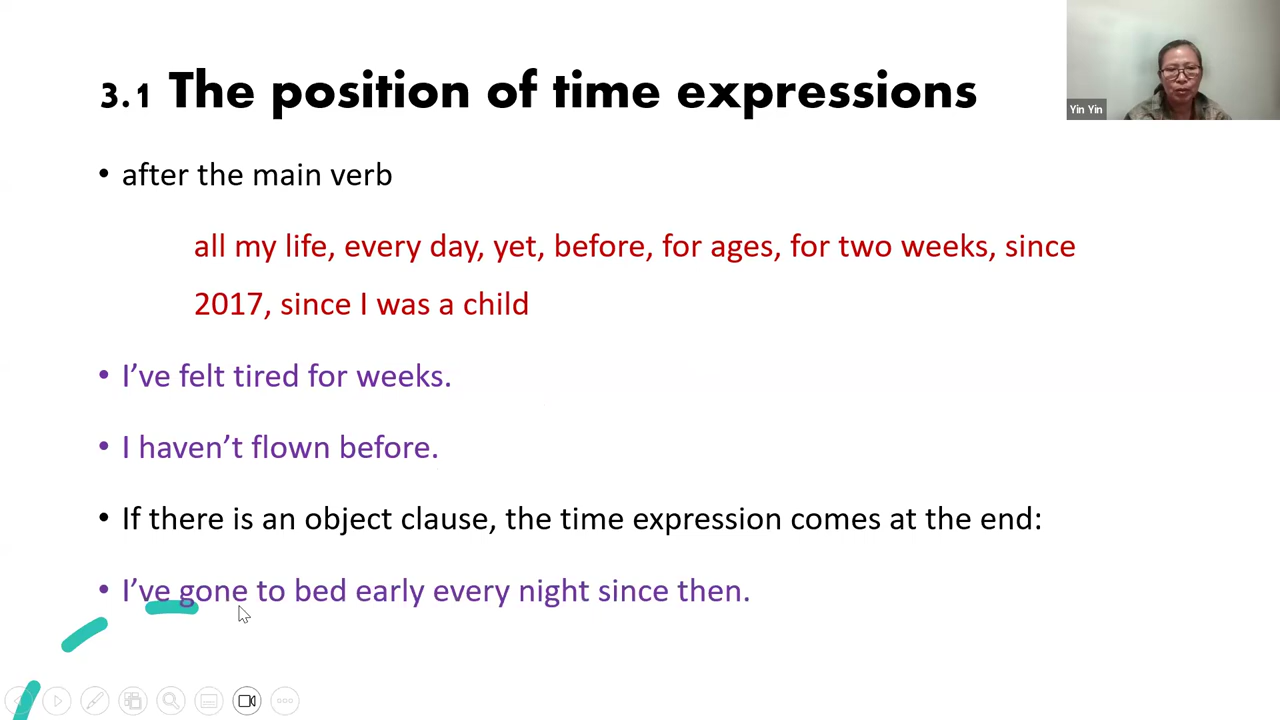 3.1 The position of time expressions
Yin Yin
• after the main verb
all my life, every day, yet, before, for ages, for two weeks, since
2017, since I was a child
• I’ve felt tired for weeks.
• I haven’t flown before.
• If there is an object clause, the time expression comes at the end:
• I’ve gone to bed early every night since then.